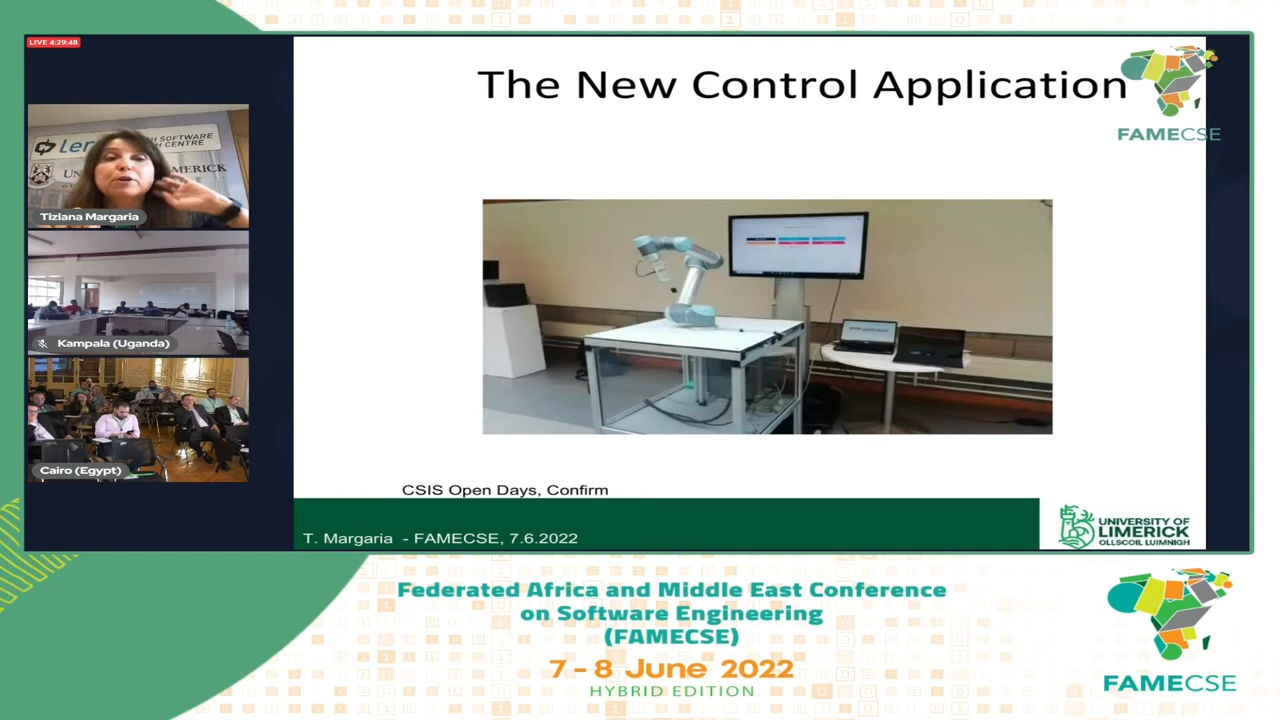 LIVE 4:29:48
The New Control Application
FAMECSE
SOFTWARE
CENTRE
Tiziana Margaria
Kampala (Uganda)
Cairo (Egypt)
CSIS Open Days, Confirm
T. Margaria - FAMECSE, 7.6.2022
UNIVERSITY OF
LIMERICK
OLLSCOIL LUIMNIGH
Federated Africa and Middle East Conference
on Software Engineering
(FAMECSE)
7 - 8 June 2022
HYBRID EDITION
FAMECSE